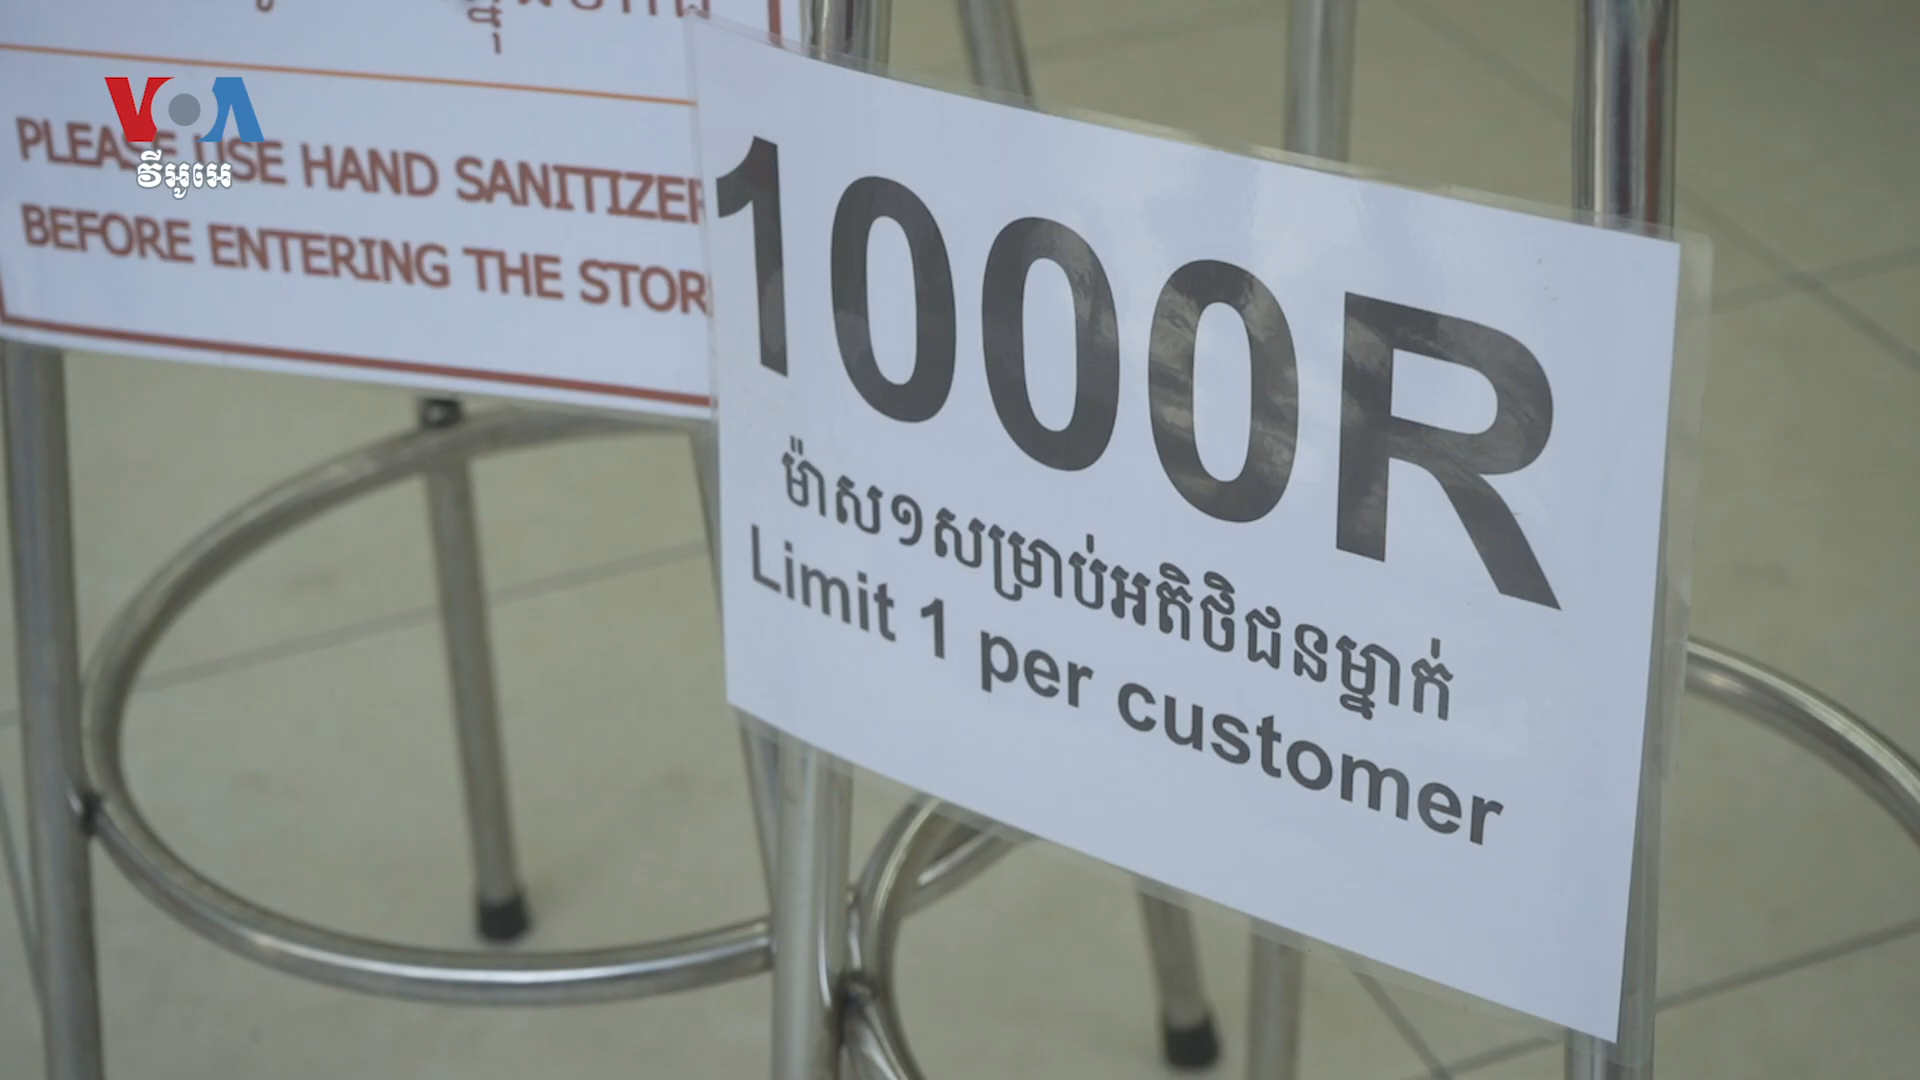 VOA
វីអូអេ
PLEASE USE HAND SANITIZER
BEFORE ENTERING THE STOR
1000R
ម៉ាស១សម្រាប់អតិថិជនម្នាក់
Limit 1 per customer